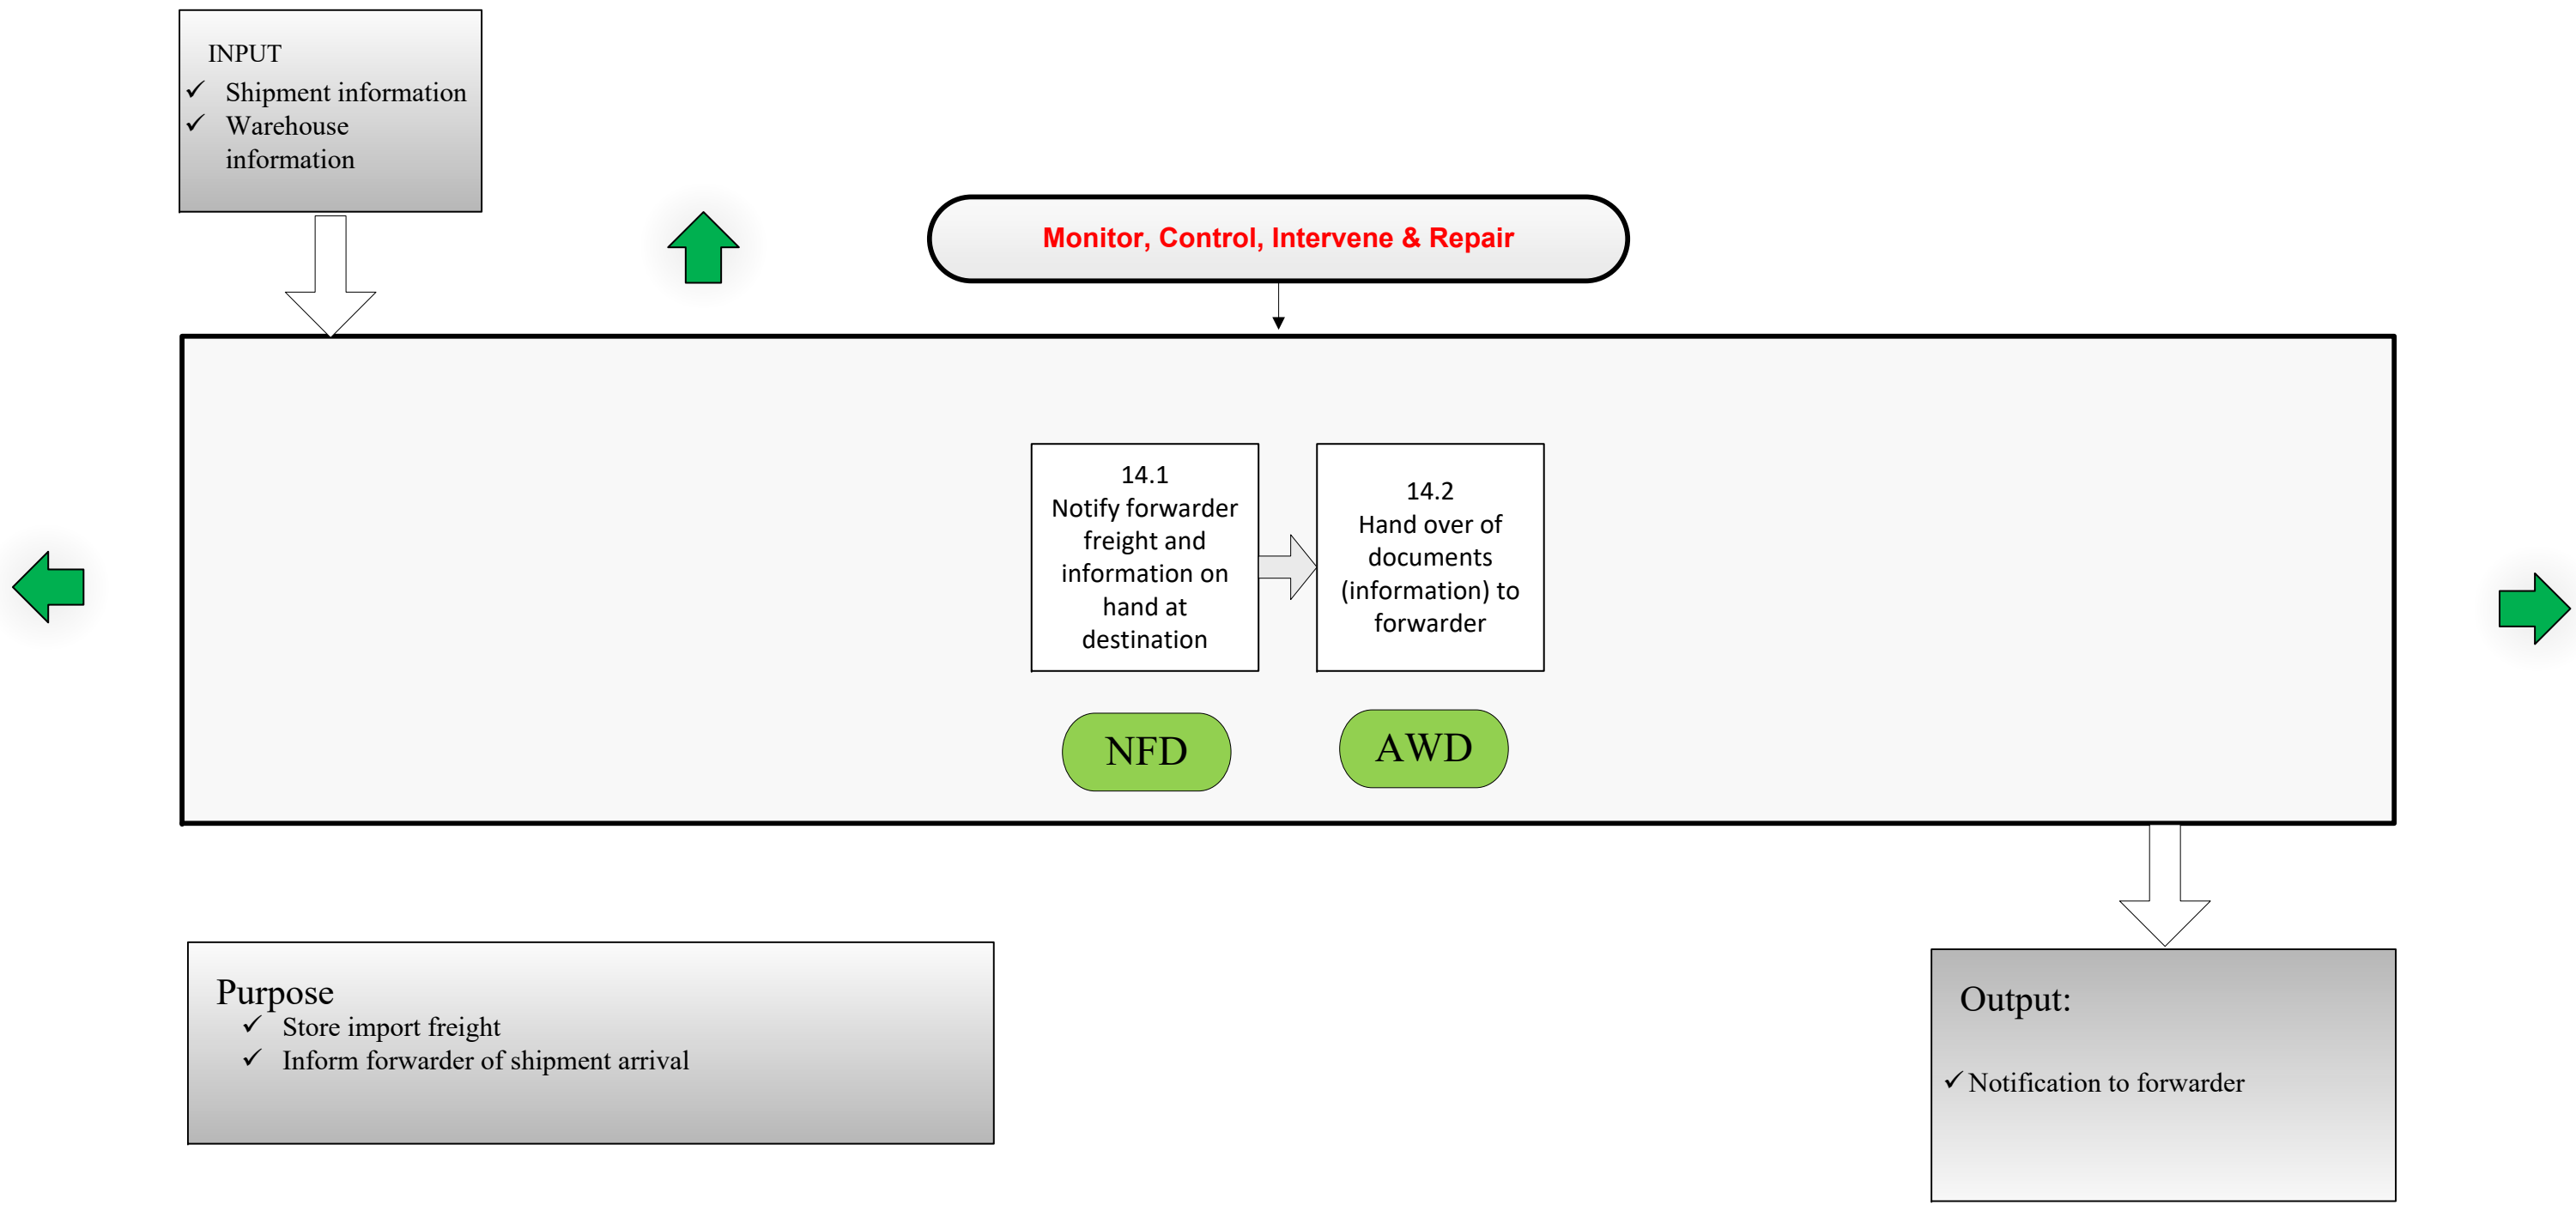 INPUT
✓ Shipment information
✓ Warehouse
information
Monitor, Control, Intervene & Repair
14.1
Notify forwarder
freight and
information on
hand at
destination
14.2
Hand over of
documents
(information) to
forwarder
NFD
AWD
Purpose
✓ Store import freight
✓ Inform forwarder of shipment arrival
Output:
✓ Notification to forwarder